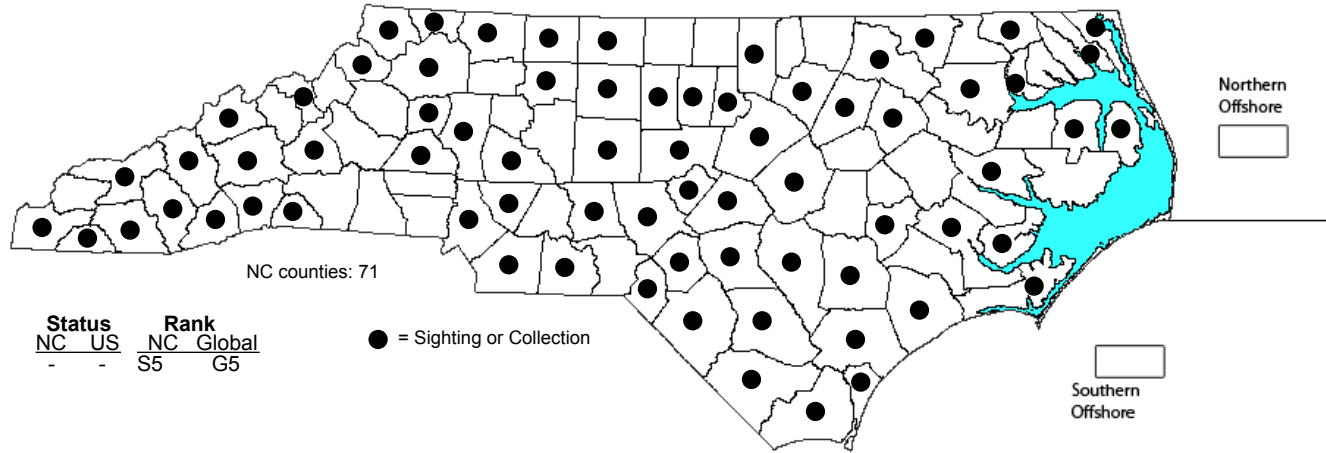 Northern
Offshore
NC counties: 71
Status Rank
NC US NC Global
- - S5 G5
= Sighting or Collection
Southern
Offshore